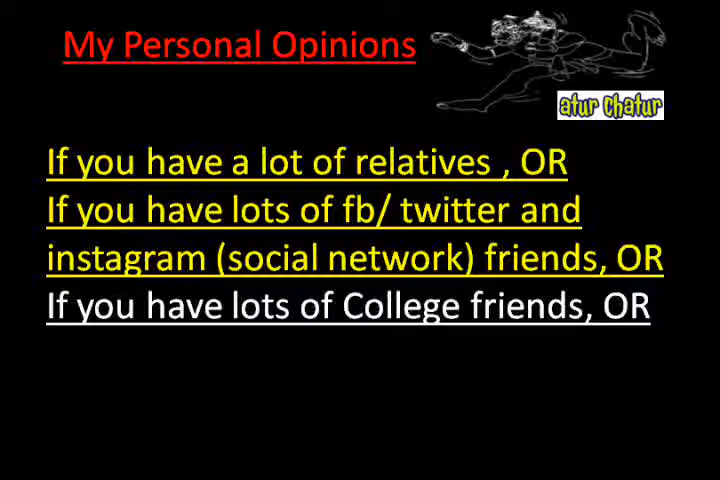 My Personal Opinions
atur chatur
If you have a lot of relatives , OR
If you have lots of fb/ twitter and
instagram (social network) friends, OR
If you have lots of College friends, OR